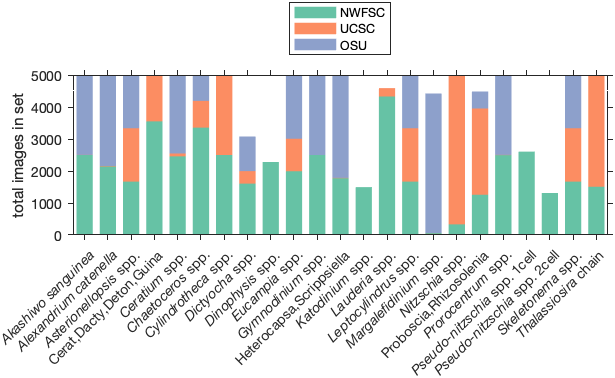 NWFSC
UCSC
OSU
total images in set
5000
4000
3000
2000
1000
0
Akashiwo sanguinea
Alexandrium catenella
Asterionellopsis spp.
Cerat,Dacty,Deton,Guina
Ceratium spp.
Chaetoceros spp.
Cylindrotheca spp.
Dictyocha spp.
Dinophysis spp.
Eucampia spp.
Gymnodinium spp.
Heterocapsa,Scrippsiella
Katodinium spp.
Lauderia spp.
Leptocylindrus spp.
Margalefidinium spp.
Nitzschia spp.
Proboscia,Rhizosolenia
Prorocentrum spp.
Pseudo-nitzschia spp. 1cell
Pseudo-nitzschia spp. 2cell
Skeletonema spp.
Thalassiosira chain